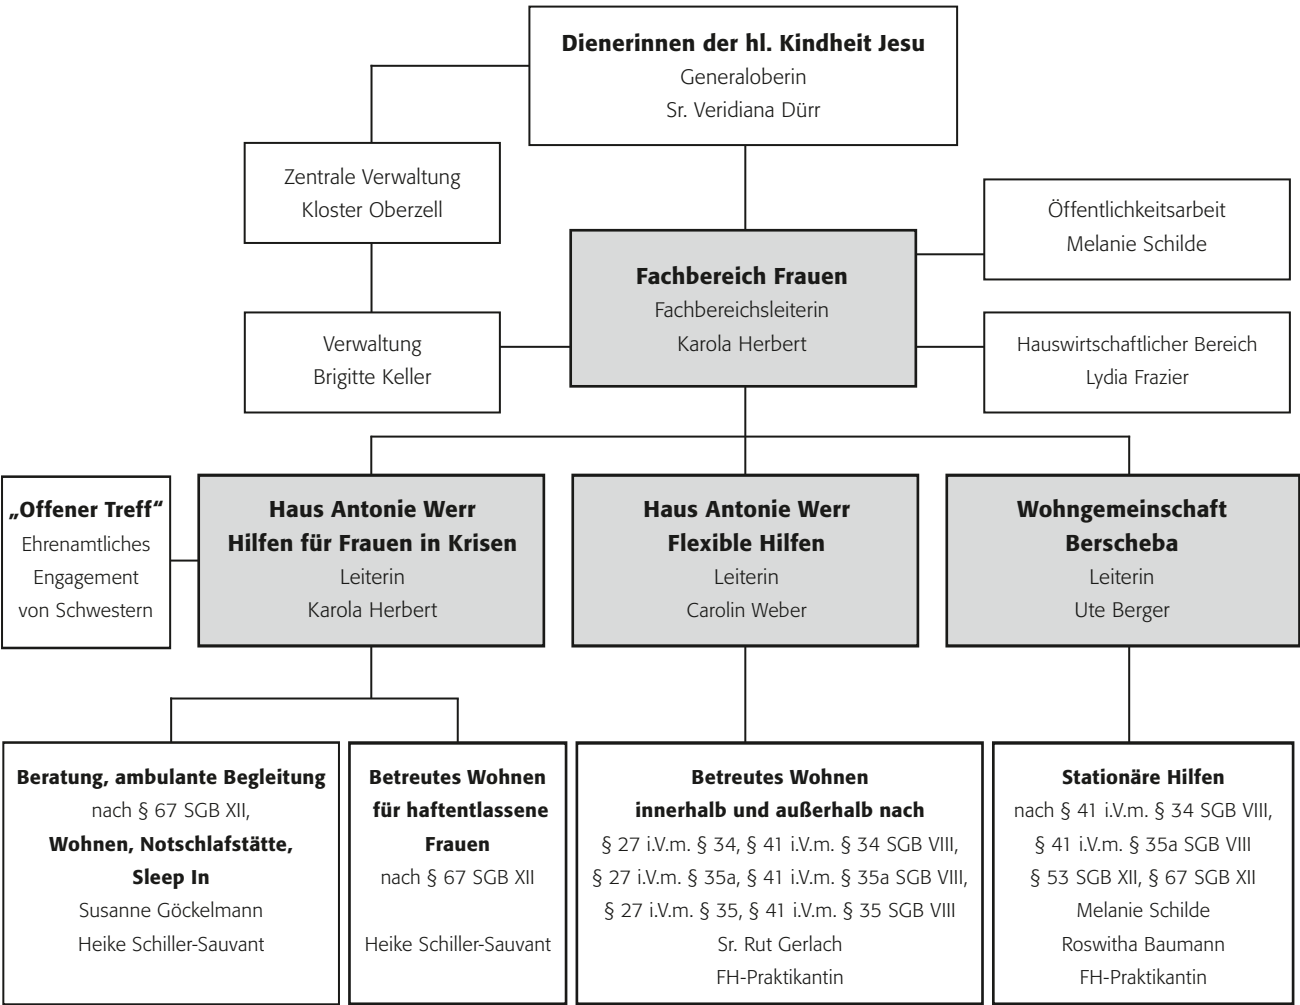 Dienerinnen der hl. Kindheit Jesu
Generaloberin
Sr. Veridiana Dürr
Zentrale Verwaltung
Kloster Oberzell
Öffentlichkeitsarbeit
Melanie Schilde
Fachbereich Frauen
Fachbereichsleiterin
Karola Herbert
Verwaltung
Brigitte Keller
Hauswirtschaftlicher Bereich
Lydia Frazier
„Offener Treff“
Ehrenamtliches
Engagement
von Schwestern
Haus Antonie Werr
Hilfen für Frauen in Krisen
Leiterin
Karola Herbert
Haus Antonie Werr
Flexible Hilfen
Leiterin
Carolin Weber
Wohngemeinschaft
Berscheba
Leiterin
Ute Berger
Beratung, ambulante Begleitung
nach § 67 SGB XII,
Wohnen, Notschlafstätte,
Sleep In
Susanne Göckelmann
Heike Schiller-Sauvant
Betreutes Wohnen
für haftentlassene
Frauen
nach § 67 SGB XII
Heike Schiller-Sauvant
Betreutes Wohnen
innerhalb und außerhalb nach
§ 27 i.V.m. § 34, § 41 i.V.m. § 34 SGB VIII,
§ 27 i.V.m. § 35a, § 41 i.V.m. § 35a SGB VIII,
§ 27 i.V.m. § 35, § 41 i.V.m. § 35 SGB VIII
Sr. Rut Gerlach
FH-Praktikantin
Stationäre Hilfen
nach § 41 i.V.m. § 34 SGB VIII,
§ 41 i.V.m. § 35a SGB VIII
§ 53 SGB XII, § 67 SGB XII
Melanie Schilde
Roswitha Baumann
FH-Praktikantin